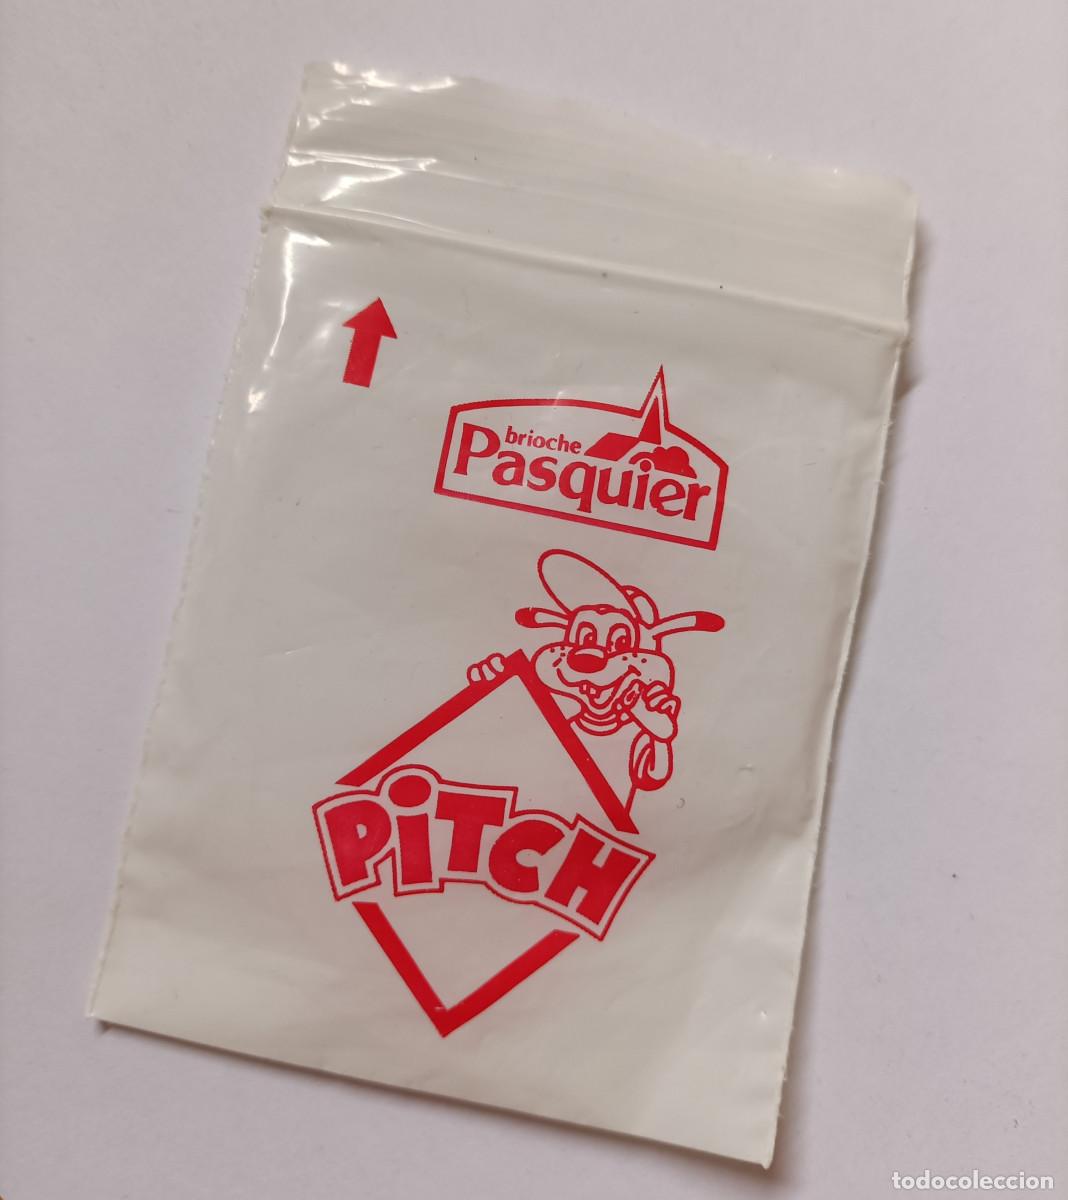 brioche
Pasquier
PiTCH
todocoleccion